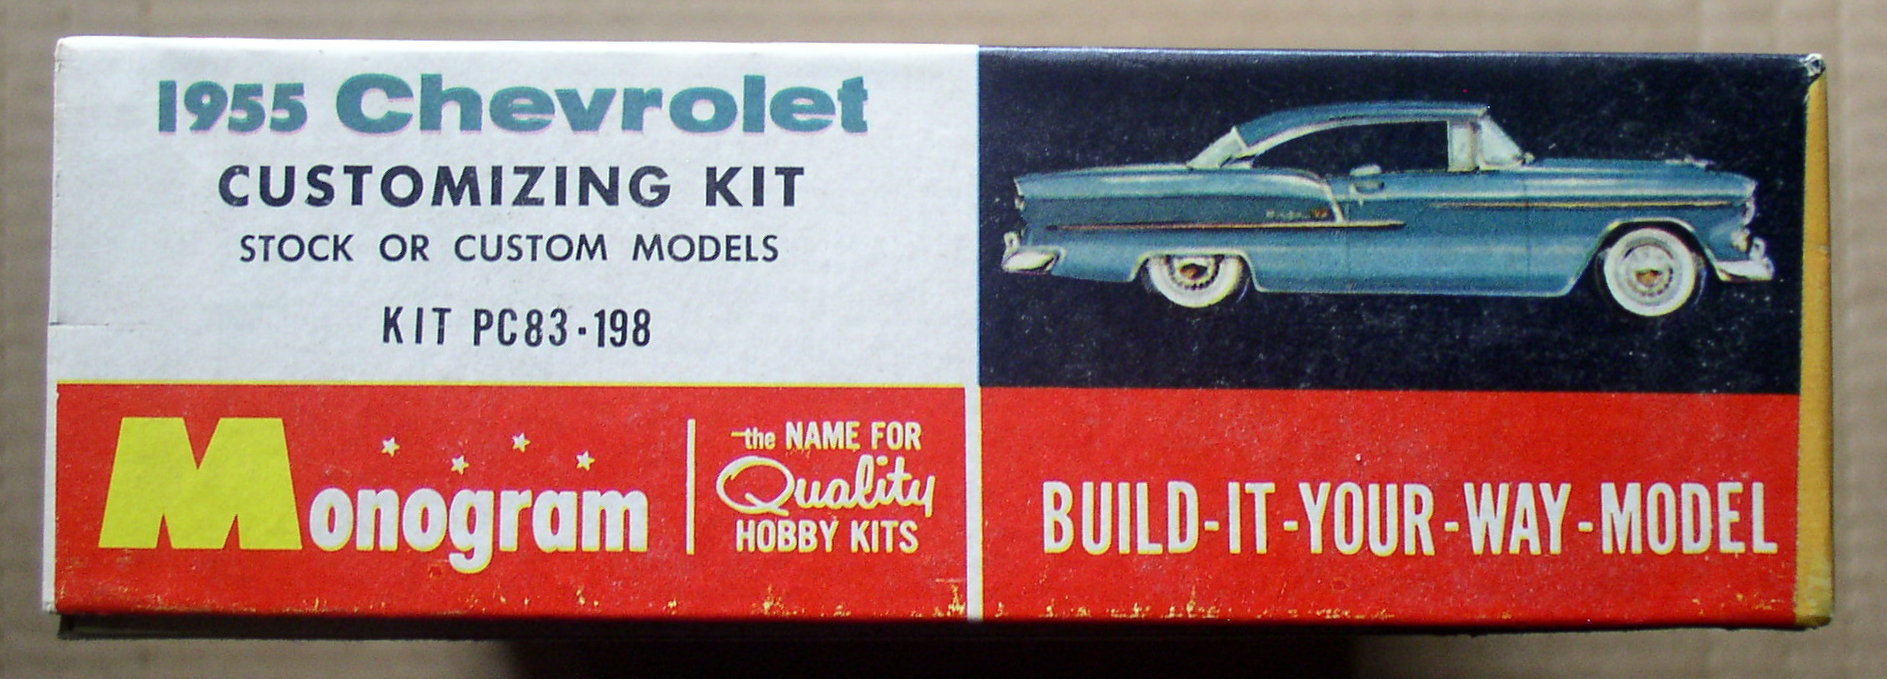 1955 Chevrolet
CUSTOMIZING KIT
STOCK OR CUSTOM MODELS
KIT PC83-198
Monogram
the NAME FOR
Quality
HOBBY KITS
BUILD-IT-YOUR-WAY-MODEL